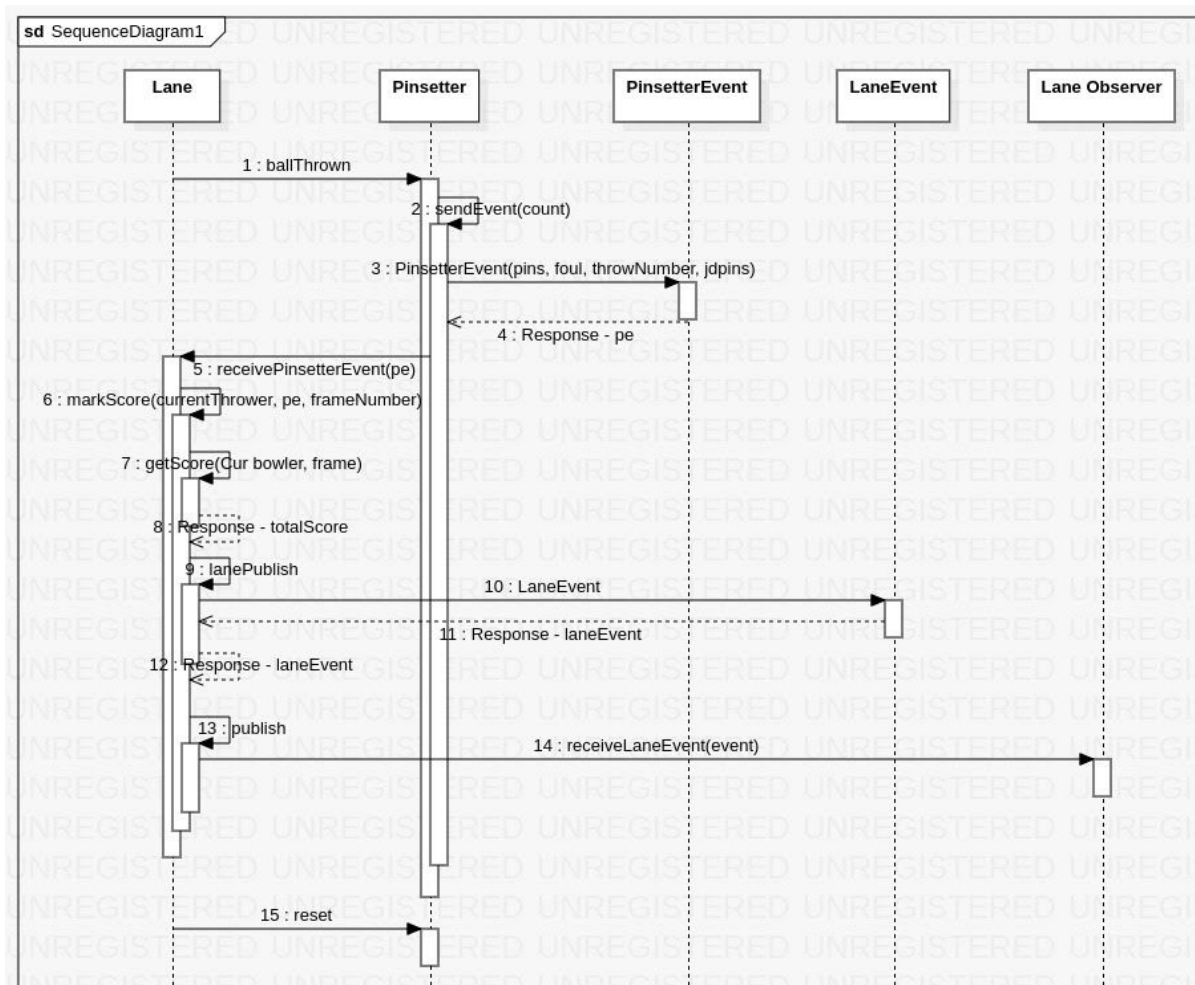 sd SequenceDiagram1
Lane
Pinsetter
PinsetterEvent
LaneEvent
Lane Observer
1 : ballThrown
2 : sendEvent(count)
3 : PinsetterEvent(pins, foul, throwNumber, jdpins)
4 : Response - pe
5 : receivePinsetterEvent(pe)
6 : markScore(currentThrower, pe, frameNumber)
7 : getScore(Cur bowler, frame)
8 : Response - totalScore
9 : lanePublish
10 : LaneEvent
11 : Response - laneEvent
12 : Response - laneEvent
13 : publish
14 : receiveLaneEvent(event)
15 : reset
UNREGISTERED